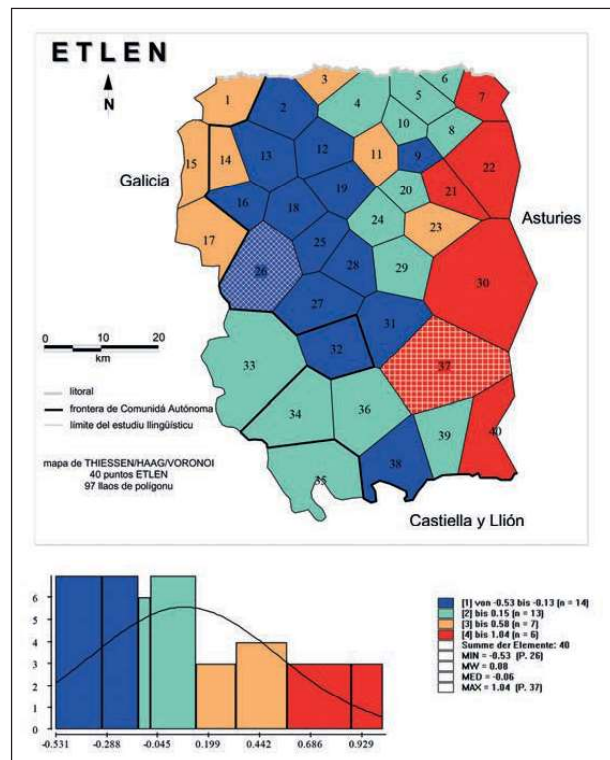 ETLEN
N
Galicia
Asturies
Castiella y Llión
1
2
3
4
5
6
7
8
9
10
11
12
13
14
15
16
17
18
19
20
21
22
23
24
25
26
27
28
29
30
31
32
33
34
35
36
37
38
39
40
0 10 20
km
litoral
frontera de Comunidá Autónoma
límite del estudiu llingüísticu
mapa de THIESSEN/HAAG/VORONOI
40 puntos ETLEN
97 llaos de polígonu
6
5
4
3
2
1
0
-0.531 -0.288 -0.045 0.199 0.442 0.686 0.929
[1] von -0.53 bis -0.13 (n = 14)
[2] bis 0.15 (n = 13)
[3] bis 0.58 (n = 7)
[4] bis 1.04 (n = 6)
Summe der Elemente: 40
MIN = -0.53 (P. 26)
MW = 0.08
MED = -0.06
MAX = 1.04 (P. 37)